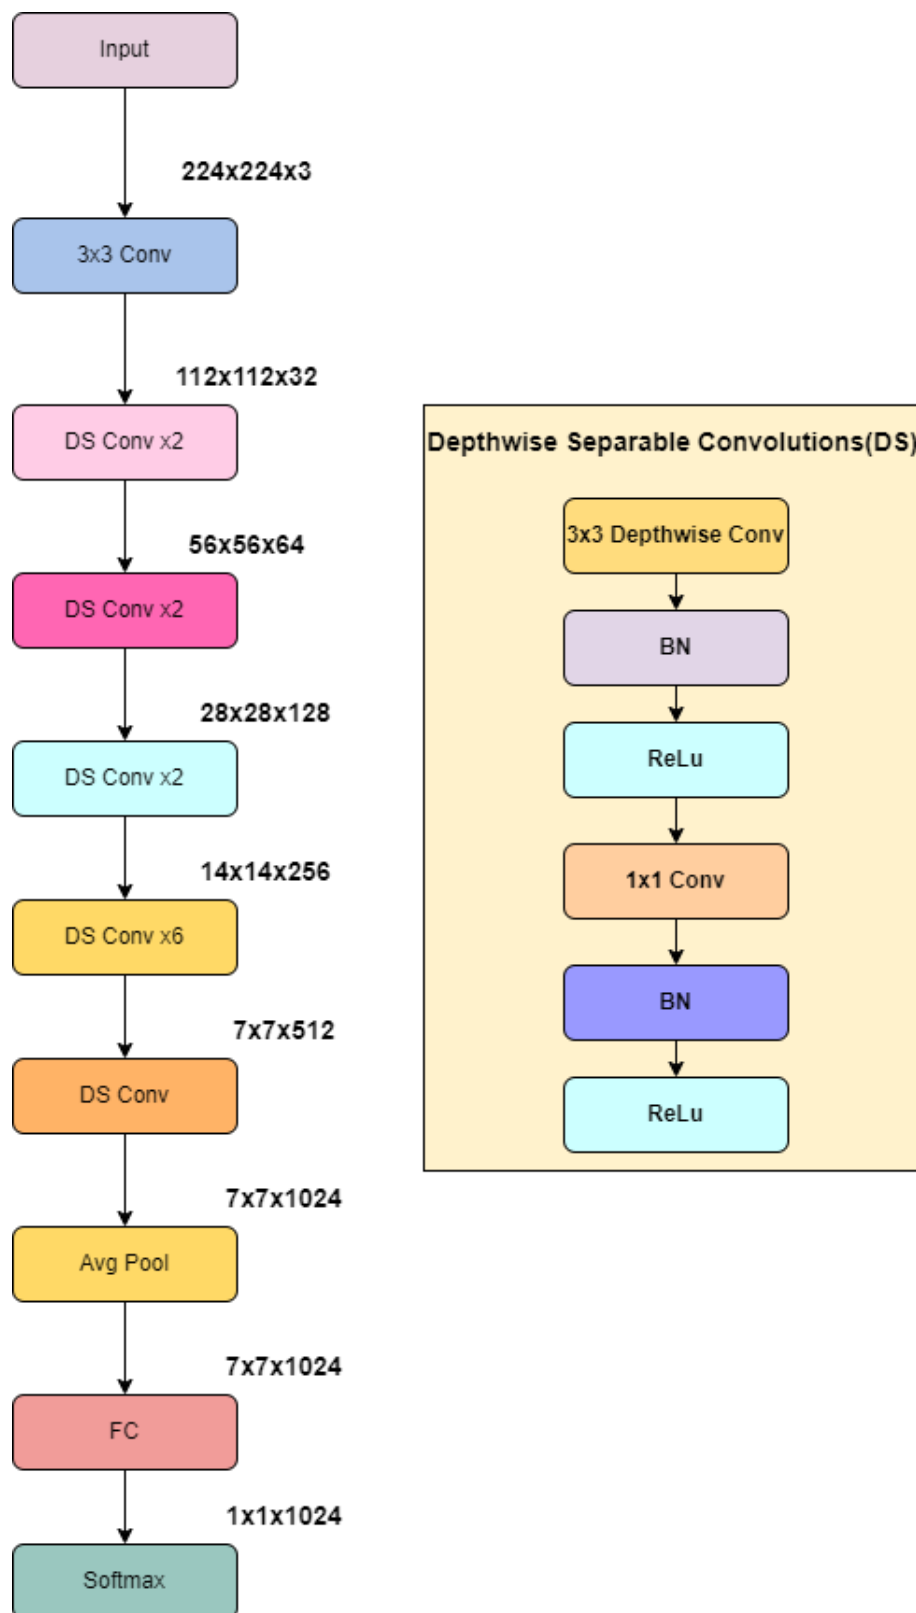 Input
224x224x3
3x3 Conv
112x112x32
DS Conv x2
56x56x64
DS Conv x2
28x28x128
DS Conv x2
14x14x256
DS Conv x6
7x7x512
DS Conv
7x7x1024
Avg Pool
7x7x1024
FC
1x1x1024
Softmax
Depthwise Separable Convolutions(DS)
3x3 Depthwise Conv
BN
ReLu
1x1 Conv
BN
ReLu